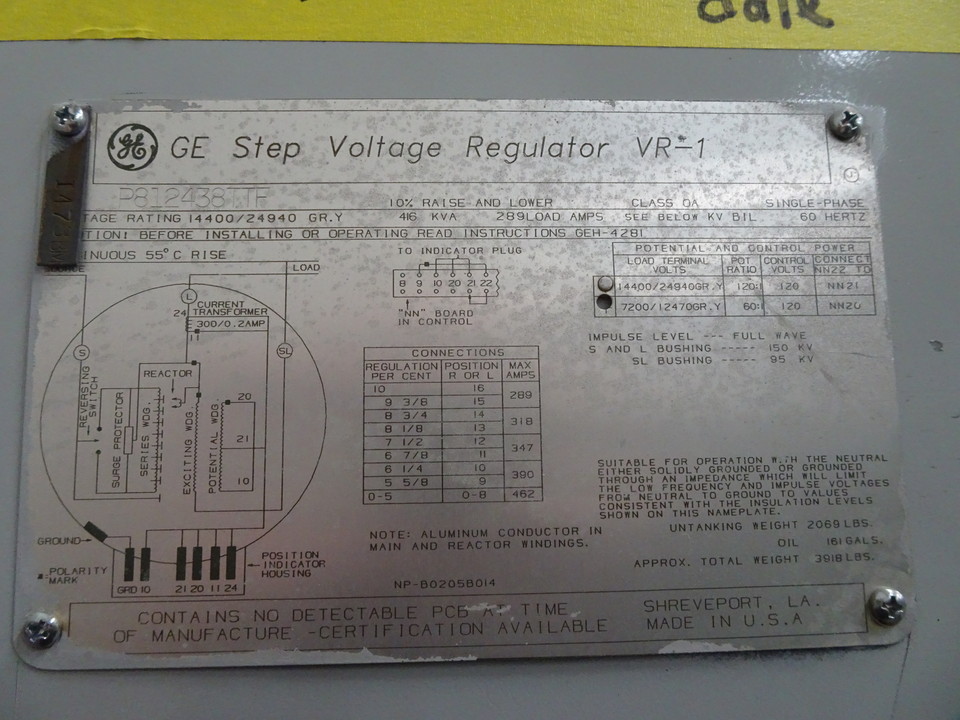 date
GE
GE Step Voltage Regulator VR-1
P812438TTF
10% RAISE AND LOWER CLASS OA SINGLE-PHASE
TAGE RATING 14400/24940 GR.Y 416 KVA 289LOAD AMPS SEE BELOW KV BIL 60 HERTZ
TION: BEFORE INSTALLING OR OPERATING READ INSTRUCTIONS GEH-4281
NUOUS 55°C RISE
SOURCE
LOAD
L
24
CURRENT
TRANSFORMER
300/0.2AMP
11
S
SL
REACTOR
REVERSING
SWITCH
SURGE PROTECTOR
SERIES WDG.
EXCITING WDG.
POTENTIAL WDG.
20
21
10
GROUND
POLARITY
MARK
GRD 10 21 20 11 24
POSITION
INDICATOR
HOUSING
TO INDICATOR PLUG
8 9 10 20 21 22
"NN" BOARD
IN CONTROL
CONNECTIONS
REGULATION PER CENT POSITION R OR L MAX AMPS
10 16
9 3/8 15 289
8 3/4 14
8 1/8 13 318
7 1/2 12
6 7/8 11 347
6 1/4 10
5 5/8 9 390
0-5 0-8 462
NOTE: ALUMINUM CONDUCTOR IN
MAIN AND REACTOR WINDINGS.
NP-B0205B014
POTENTIAL AND CONTROL POWER
LOAD TERMINAL VOLTS POT RATIO CONTROL VOLTS CONNECT NN22 TO
14400/24940GR.Y 120:1 120 NN21
7200/12470GR.Y 60:1 120 NN20
IMPULSE LEVEL --- FULL WAVE
S AND L BUSHING ----- 150 KV
SL BUSHING ----- 95 KV
SUITABLE FOR OPERATION WITH THE NEUTRAL
EITHER SOLIDLY GROUNDED OR GROUNDED
THROUGH AN IMPEDANCE WHICH WILL LIMIT
THE LOW FREQUENCY AND IMPULSE VOLTAGES
FROM NEUTRAL TO GROUND TO VALUES
CONSISTENT WITH THE INSULATION LEVELS
SHOWN ON THIS NAMEPLATE.
UNTANKING WEIGHT 2069 LBS.
OIL 161 GALS.
APPROX. TOTAL WEIGHT 3918 LBS.
CONTAINS NO DETECTABLE PCB AT TIME
OF MANUFACTURE -CERTIFICATION AVAILABLE
SHREVEPORT, LA.
MADE IN U.S.A